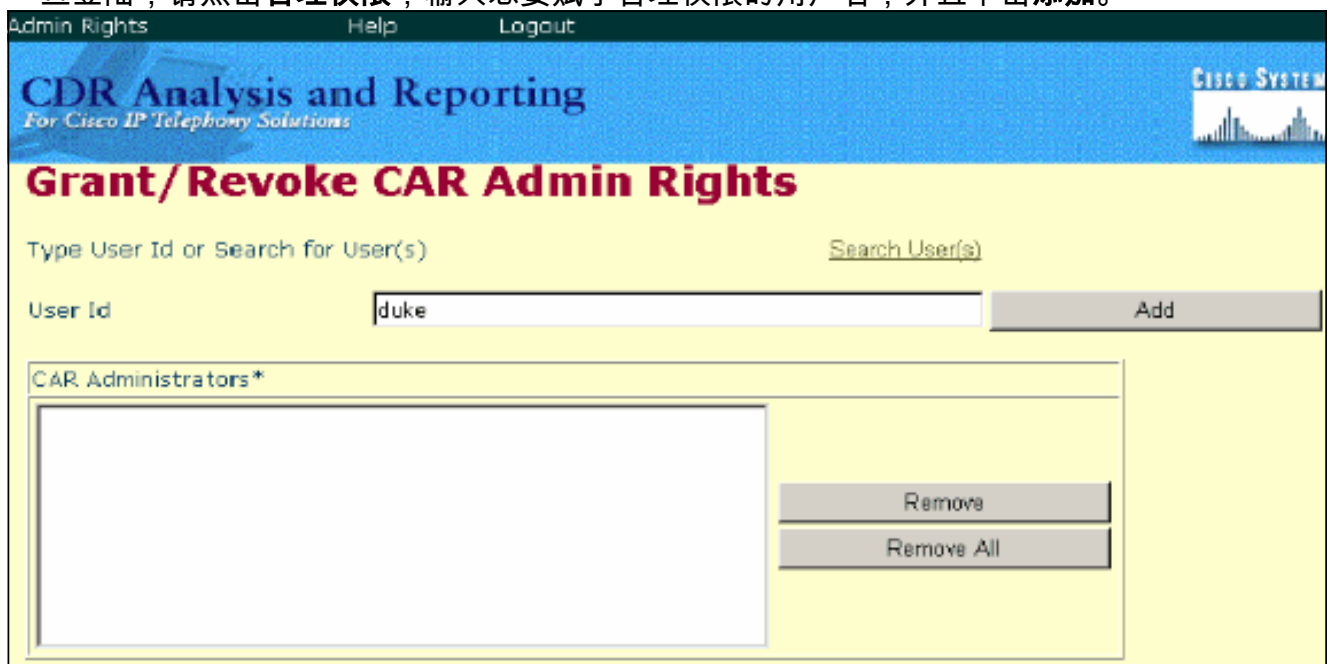 Admin Rights Help Logout
CDR Analysis and Reporting
For Cisco IP Telephony Solutions
CISCO SYSTEM
Grant/Revoke CAR Admin Rights
Type User Id or Search for User(s) Search User(s)
User Id duke Add
CAR Administrators*
Remove
Remove All